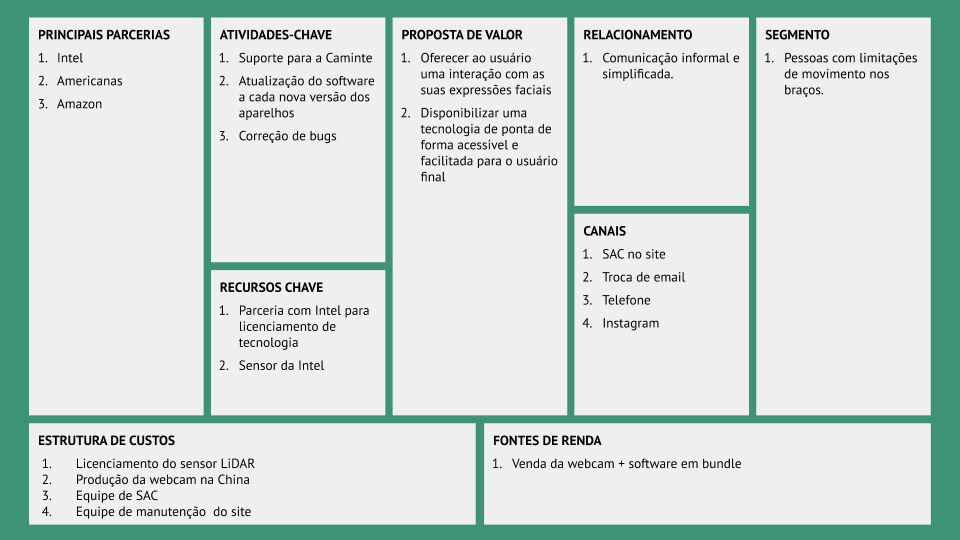 PRINCIPAIS PARCERIAS
1. Intel
2. Americanas
3. Amazon
ATIVIDADES-CHAVE
1. Suporte para a Caminte
2. Atualização do software
a cada nova versão dos
aparelhos
3. Correção de bugs
RECURSOS CHAVE
1. Parceria com Intel para
licenciamento de
tecnologia
2. Sensor da Intel
PROPOSTA DE VALOR
1. Oferecer ao usuário
uma interação com as
suas expressões faciais
2. Disponibilizar uma
tecnologia de ponta de
forma acessivel e
facilitada para o usuário
final
RELACIONAMENTO
1. Comunicação informal e
simplificada.
CANAIS
1. SAC no site
2. Troca de email
3. Telefone
4. Instagram
SEGMENTO
1. Pessoas com limitações
de movimento nos
braços.
ESTRUTURA DE CUSTOS
1. Licenciamento do sensor LiDAR
2. Produção da webcam na China
3. Equipe de SAC
4. Equipe de manutenção do site
FONTES DE RENDA
1. Venda da webcam + software em bundle